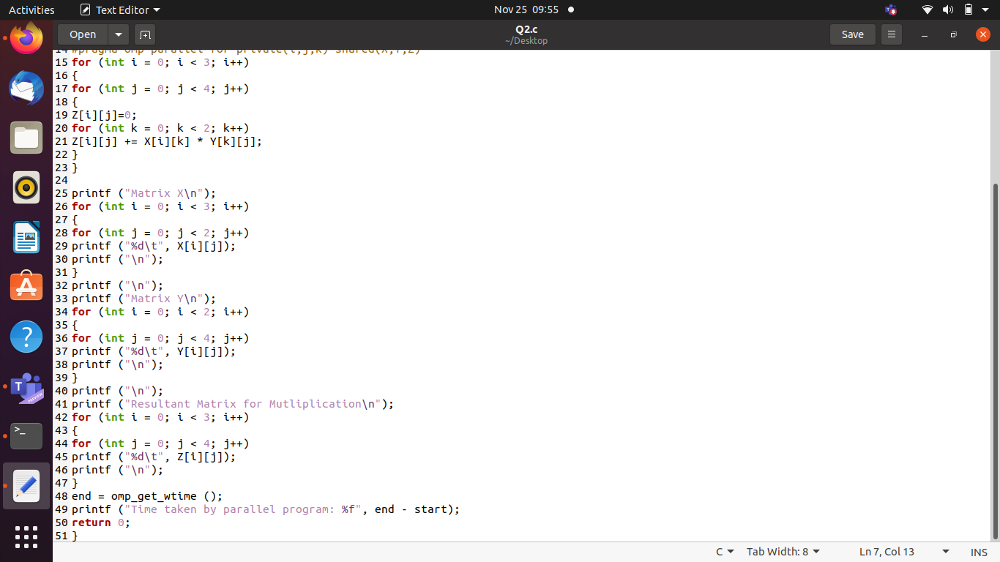 Activities Text Editor Nov 25 09:55
Open Q2.c Save
~/Desktop
14 #pragma omp parallel for private(i,j,k) shared(X,Y,Z)
15 for (int i = 0; i < 3; i++)
16 {
17 for (int j = 0; j < 4; j++)
18 {
19 Z[i][j]=0;
20 for (int k = 0; k < 2; k++)
21 Z[i][j] += X[i][k] * Y[k][j];
22 }
23 }
24
25 printf ("Matrix X\n");
26 for (int i = 0; i < 3; i++)
27 {
28 for (int j = 0; j < 2; j++)
29 printf ("%d\t", X[i][j]);
30 printf ("\n");
31 }
32 printf ("\n");
33 printf ("Matrix Y\n");
34 for (int i = 0; i < 2; i++)
35 {
36 for (int j = 0; j < 4; j++)
37 printf ("%d\t", Y[i][j]);
38 printf ("\n");
39 }
40 printf ("\n");
41 printf ("Resultant Matrix for Mutliplication\n");
42 for (int i = 0; i < 3; i++)
43 {
44 for (int j = 0; j < 4; j++)
45 printf ("%d\t", Z[i][j]);
46 printf ("\n");
47 }
48 end = omp_get_wtime ();
49 printf ("Time taken by parallel program: %f", end - start);
50 return 0;
51 }
C Tab Width: 8 Ln 7, Col 13 INS